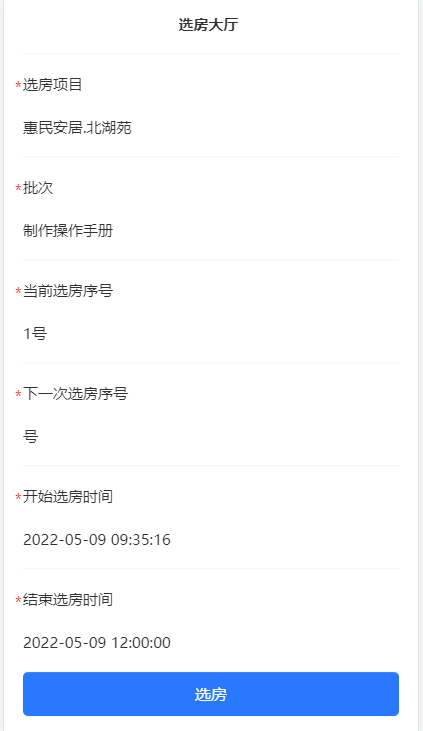 选房大厅
*选房项目
惠民安居.北湖苑
*批次
制作操作手册
*当前选房序号
1号
*下一次选房序号
号
*开始选房时间
2022-05-09 09:35:16
*结束选房时间
2022-05-09 12:00:00
选房